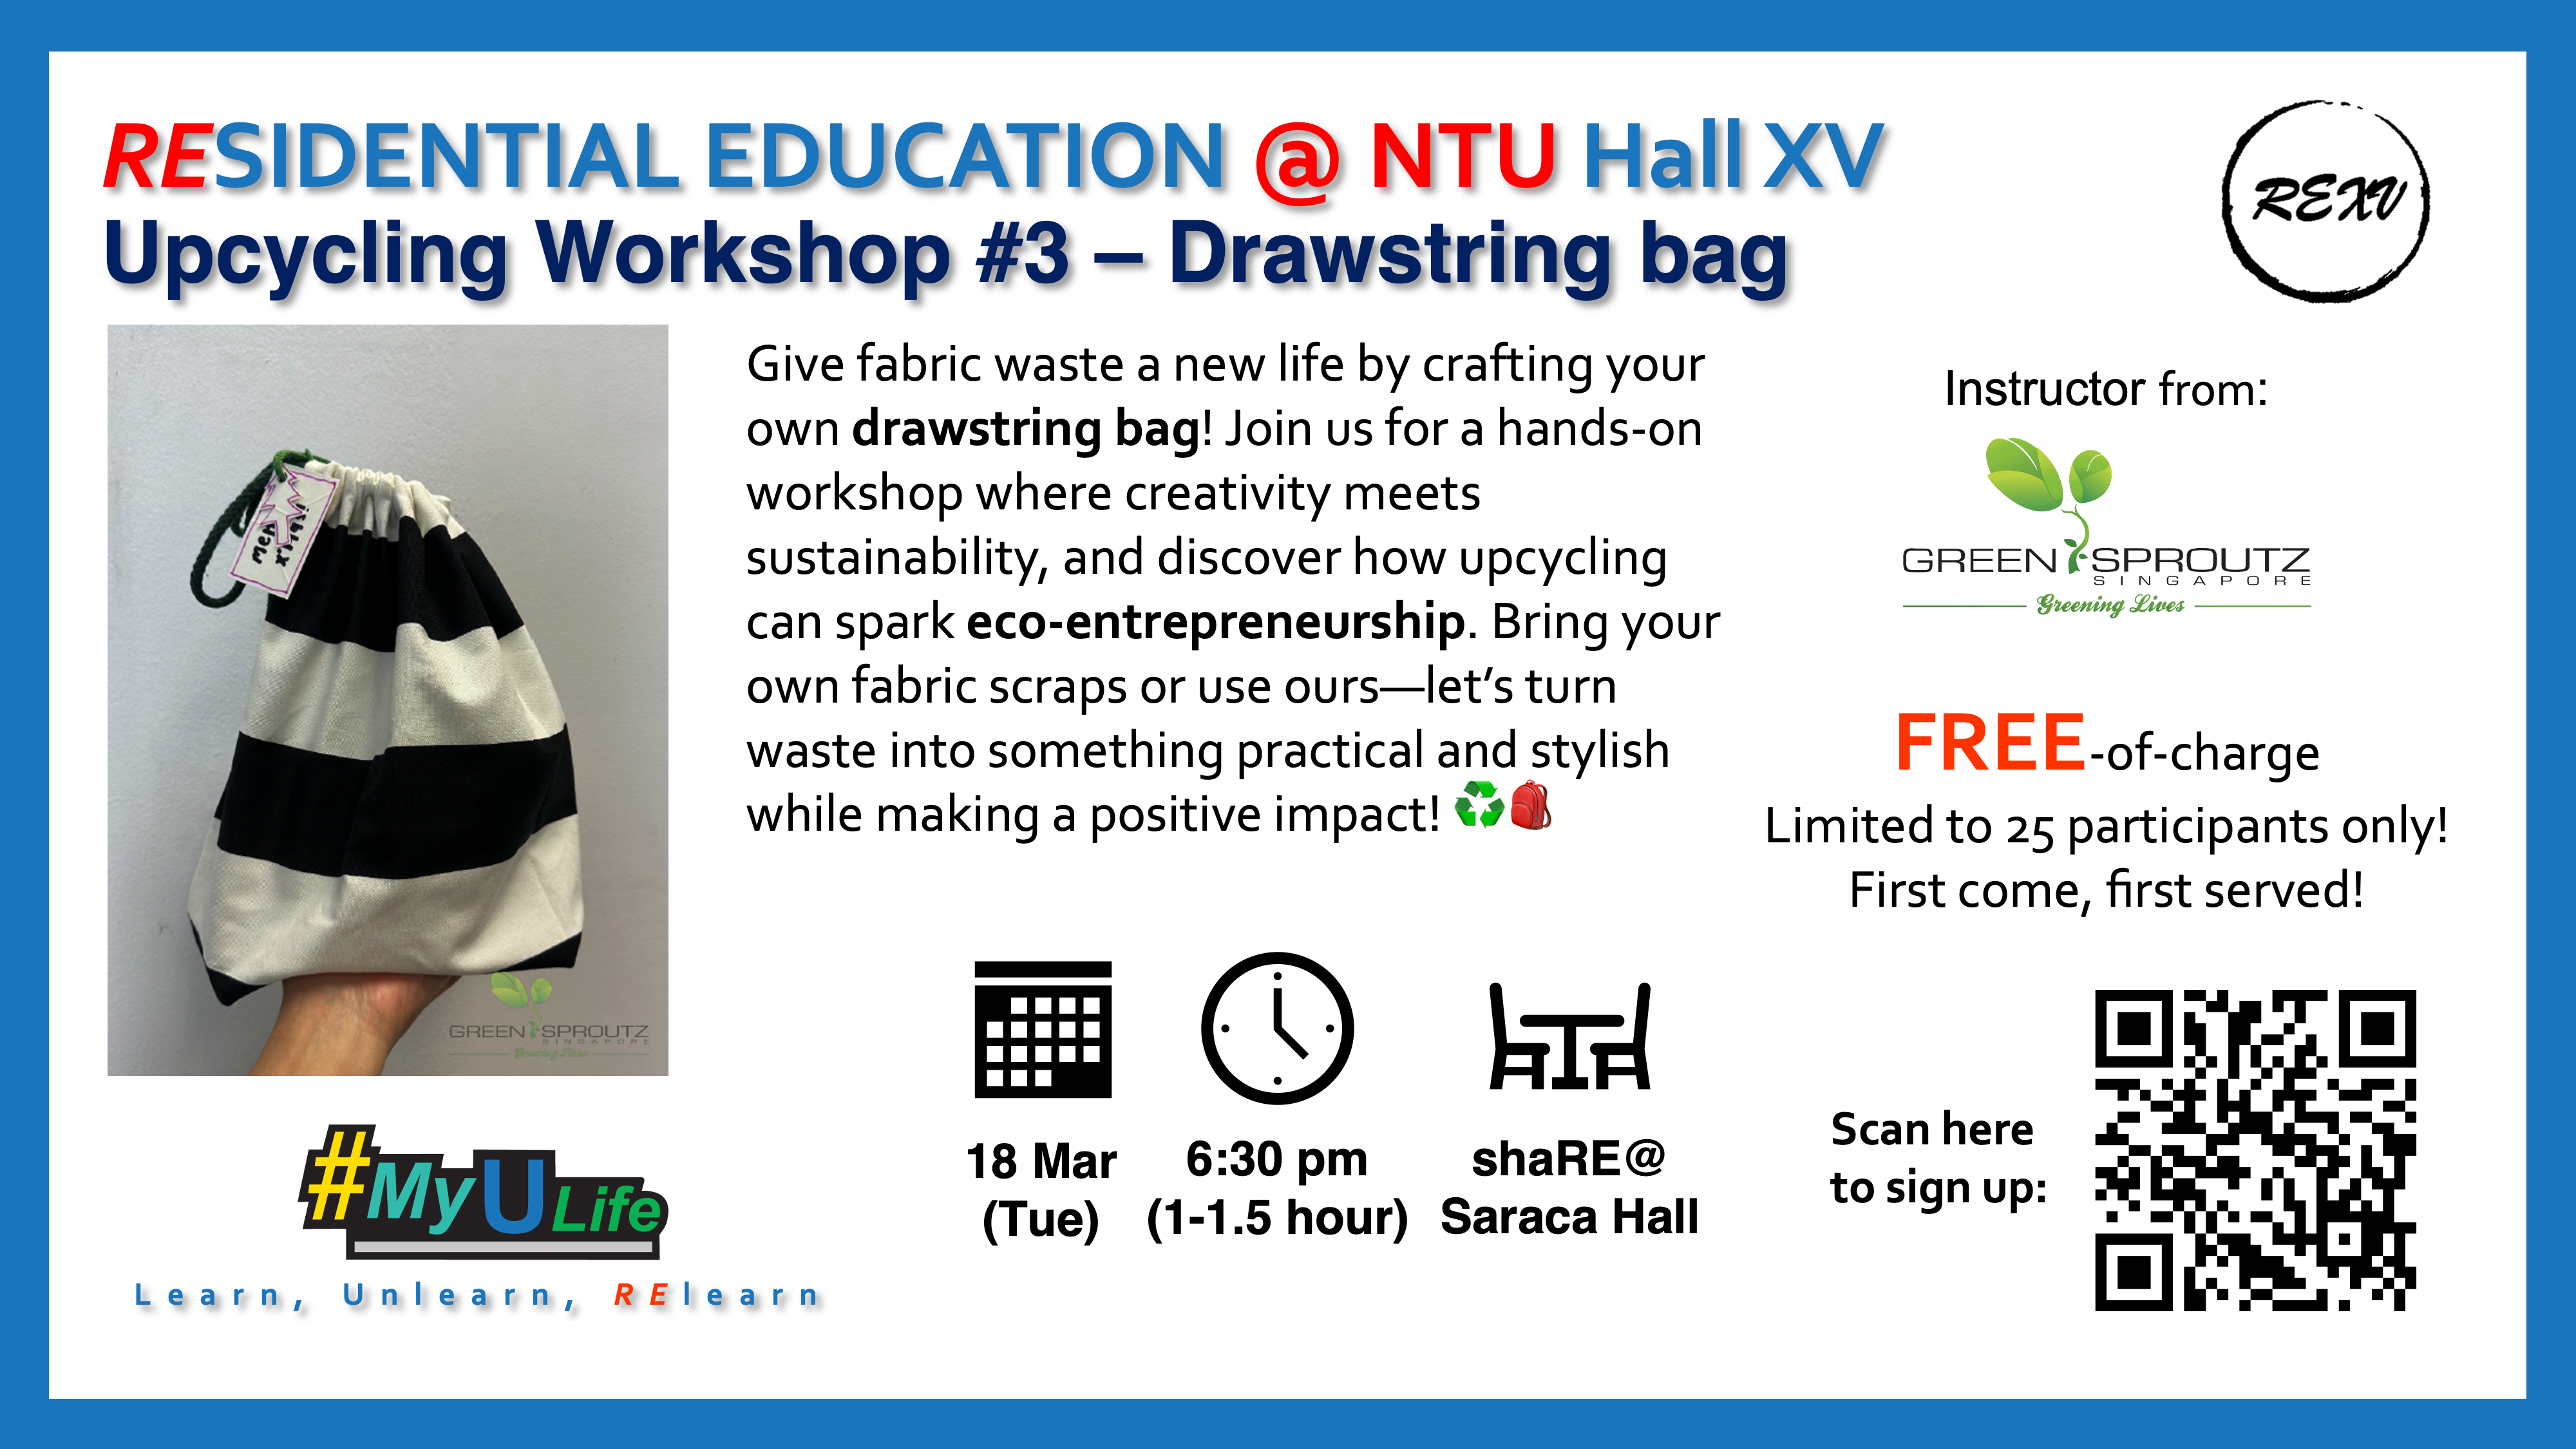 RESIDENTIAL EDUCATION @ NTU Hall XV
Upcycling Workshop #3 – Drawstring bag
REXV
Give fabric waste a new life by crafting your
own drawstring bag! Join us for a hands-on
workshop where creativity meets
sustainability, and discover how upcycling
can spark eco-entrepreneurship. Bring your
own fabric scraps or use ours—let’s turn
waste into something practical and stylish
while making a positive impact! ♻️🎒
Instructor from:
GREEN SPROUTZ
SINGAPORE
Greening Lives
FREE-of-charge
Limited to 25 participants only!
First come, first served!
GREEN SPROUTZ
SINGAPORE
Greening Lives
18 Mar
(Tue)
6:30 pm
(1-1.5 hour)
shaRE@
Saraca Hall
Scan here
to sign up:
#MyULife
Learn, Unlearn, RElearn